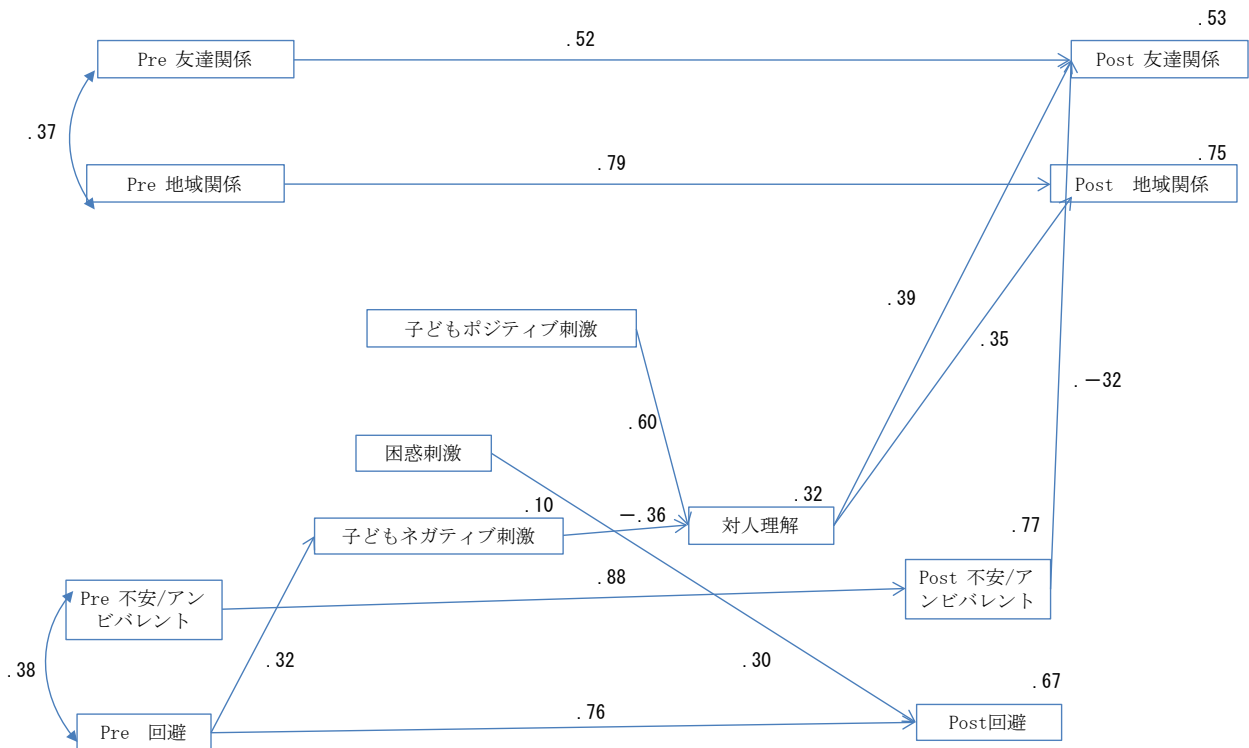 .53
.52
Pre 友達関係
Post 友達関係
.37
.79
.75
Pre 地域関係
Post　地域関係
.39
子どもポジティブ刺激
.35
.－32
.60
困惑刺激
.32
.10
－.36
対人理解
子どもネガティブ刺激
.77
.88
Post 不安/ア
ンビバレント
Pre 不安/アン
ビバレント
.32
.30
.38
.67
.76
Pre　回避
Post回避